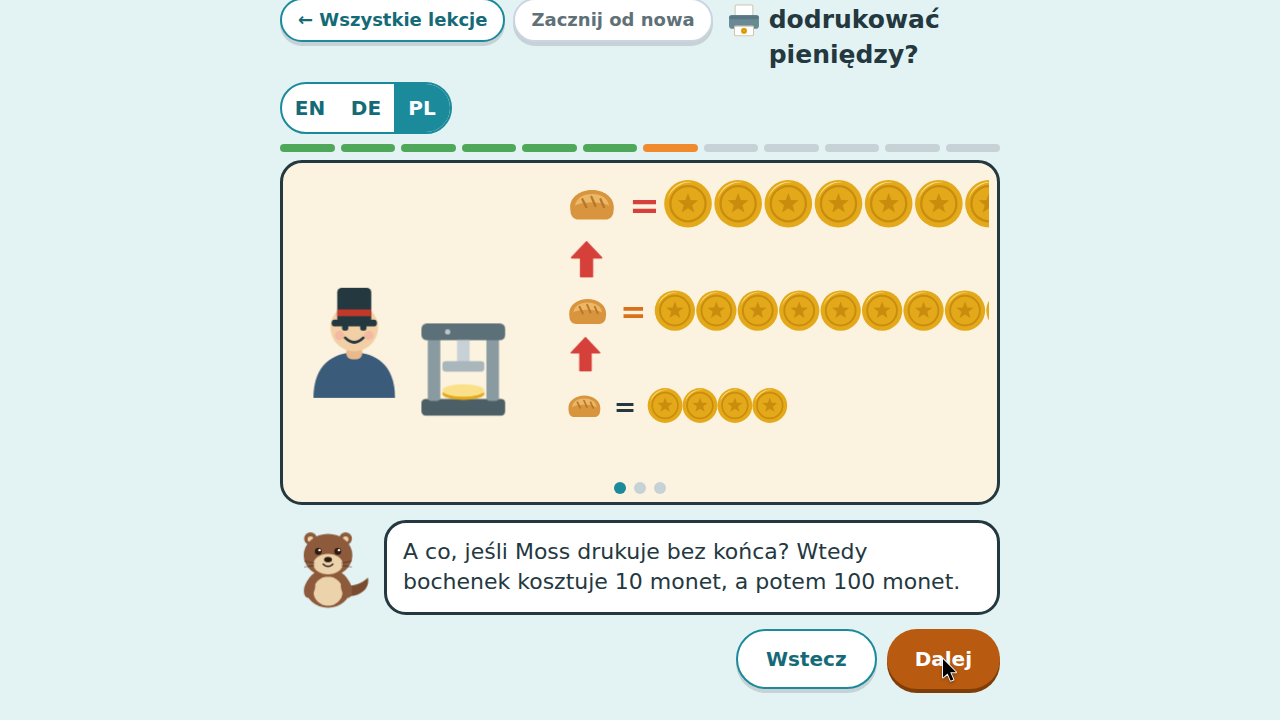 ← Wszystkie lekcje
Zacznij od nowa
dodrukować
pieniędzy?
EN DE PL
=
=
=
A co, jeśli Moss drukuje bez końca? Wtedy
bochenek kosztuje 10 monet, a potem 100 monet.
Wstecz
Dalej